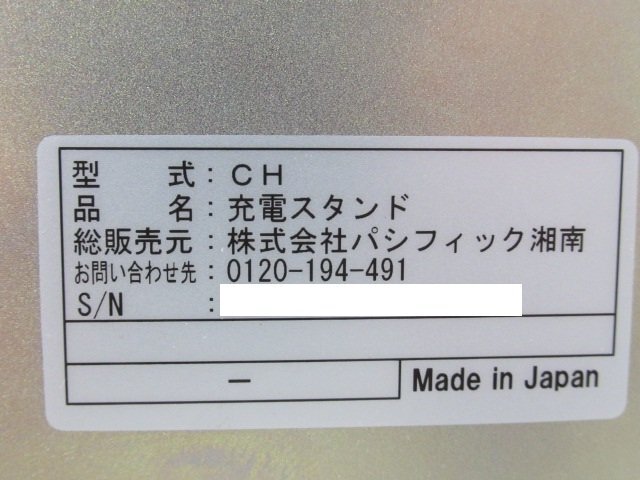 型　　式：ＣＨ
品　　名：充電スタンド
総販売元：株式会社パシフィック湘南
お問い合わせ先：0120-194-491
S/N　　：
―
Made in Japan